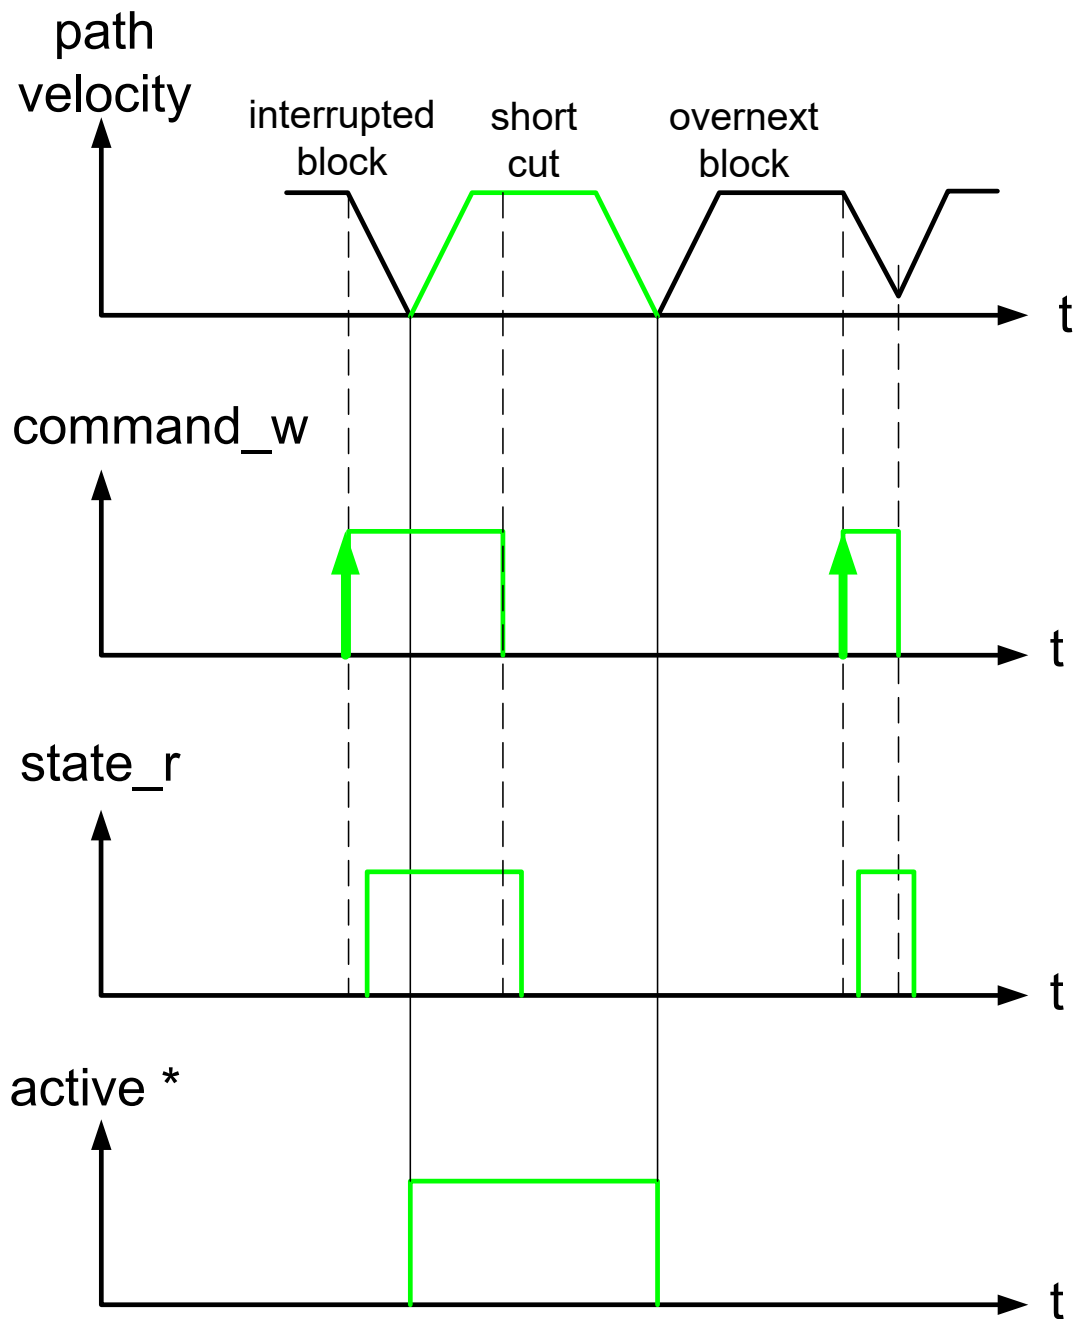 path
velocity
interrupted
block
short
cut
overnext
block
t
command_w
t
state_r
t
active *
t